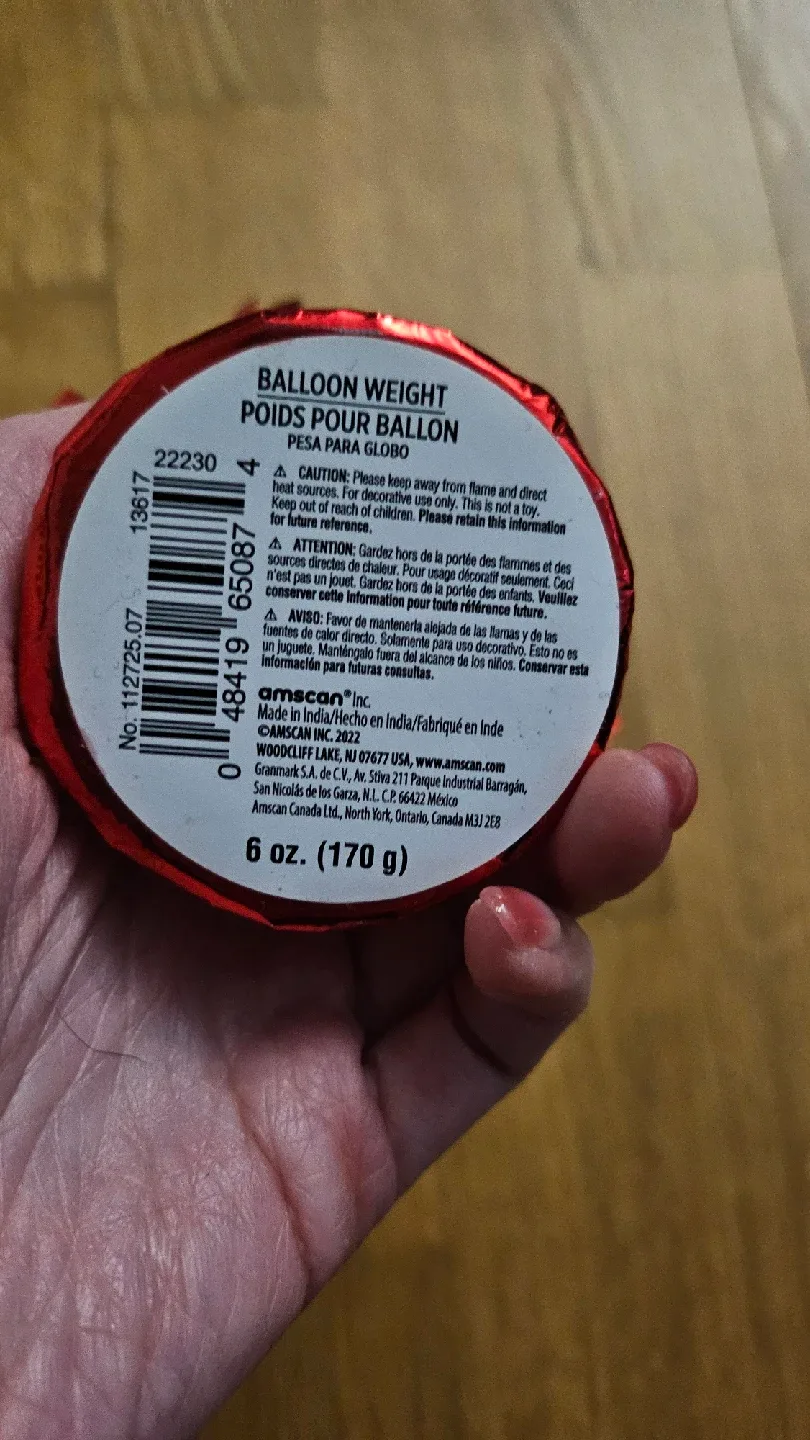 BALLOON WEIGHT
POIDS POUR BALLON
PESA PARA GLOBO
⚠ CAUTION: Please keep away from flame and direct
heat sources. For decorative use only. This is not a toy.
Keep out of reach of children. Please retain this information
for future reference.
⚠ ATTENTION: Gardez hors de la portée des flammes et des
sources directes de chaleur. Pour usage décoratif seulement. Ceci
n'est pas un jouet. Gardez hors de la portée des enfants. Veuillez
conserver cette information pour toute référence future.
⚠ AVISO: Favor de mantenerla alejada de las llamas y de las
fuentes de calor directo. Solamente para uso decorativo. Esto no es
un juguete. Manténgalo fuera del alcance de los niños. Conservar esta
información para futuras consultas.
amscan® Inc.
Made in India/Hecho en India/Fabriqué en Inde
©AMSCAN INC. 2022
WOODCLIFF LAKE, NJ 07677 USA, www.amscan.com
Granmark S.A. de C.V., Av. Stiva 211 Parque Industrial Barragán,
San Nicolás de los Garza, N.L. C.P. 66422 México
Amscan Canada Ltd., North York, Ontario, Canada M3J 2E8
6 oz. (170 g)
22230
No. 112725.07 13617
0 48419 65087 4